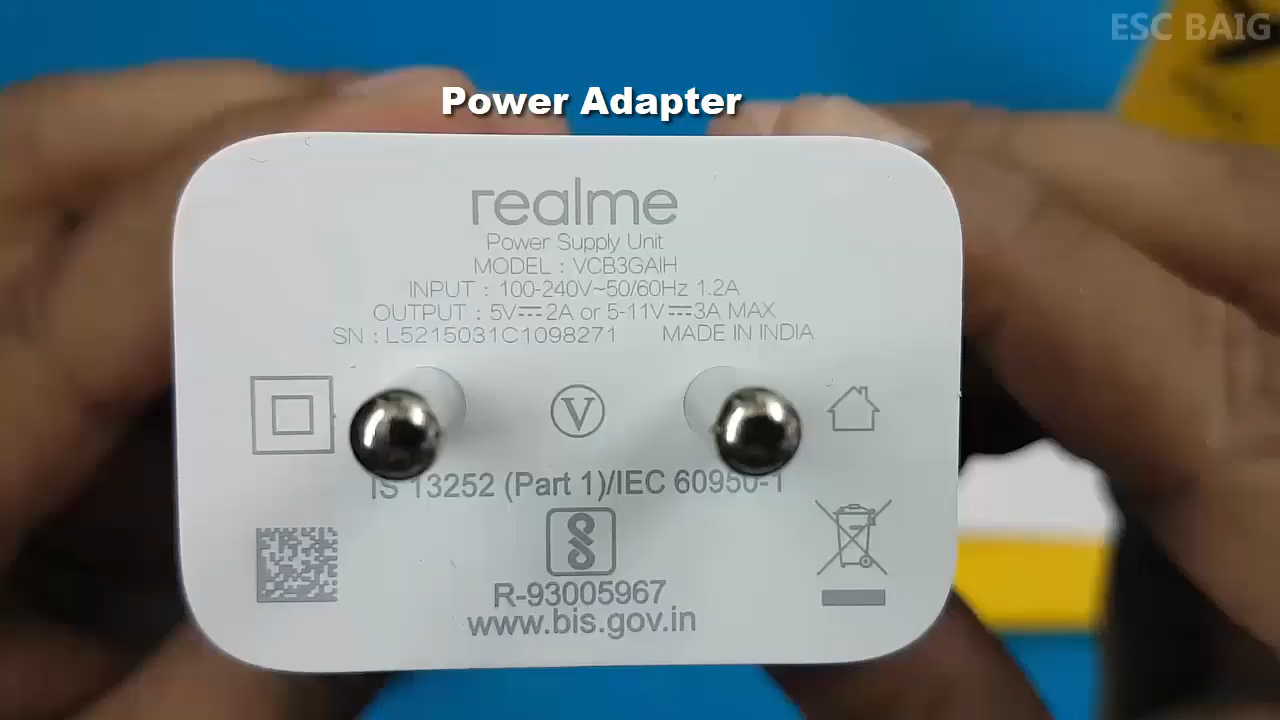 ESC BAIG
Power Adapter
realme
Power Supply Unit
MODEL : VCB3GAIH
INPUT : 100-240V~50/60Hz 1.2A
OUTPUT : 5V⎓2A or 5-11V⎓3A MAX
SN : L5215031C1098271 MADE IN INDIA
V
IS 13252 (Part 1)/IEC 60950-1
R-93005967
www.bis.gov.in